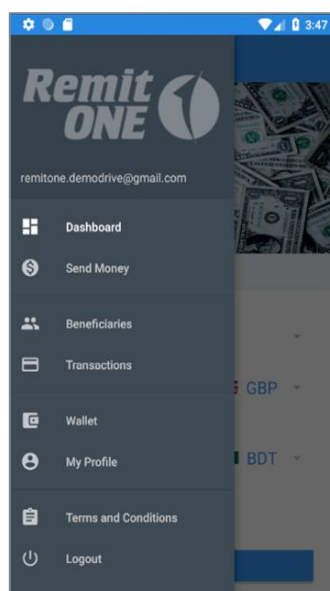 3:47
Remit
ONE
remitone.demodrive@gmail.com
Dashboard
Send Money
Beneficiaries
Transactions
GBP
Wallet
BDT
My Profile
Terms and Conditions
Logout